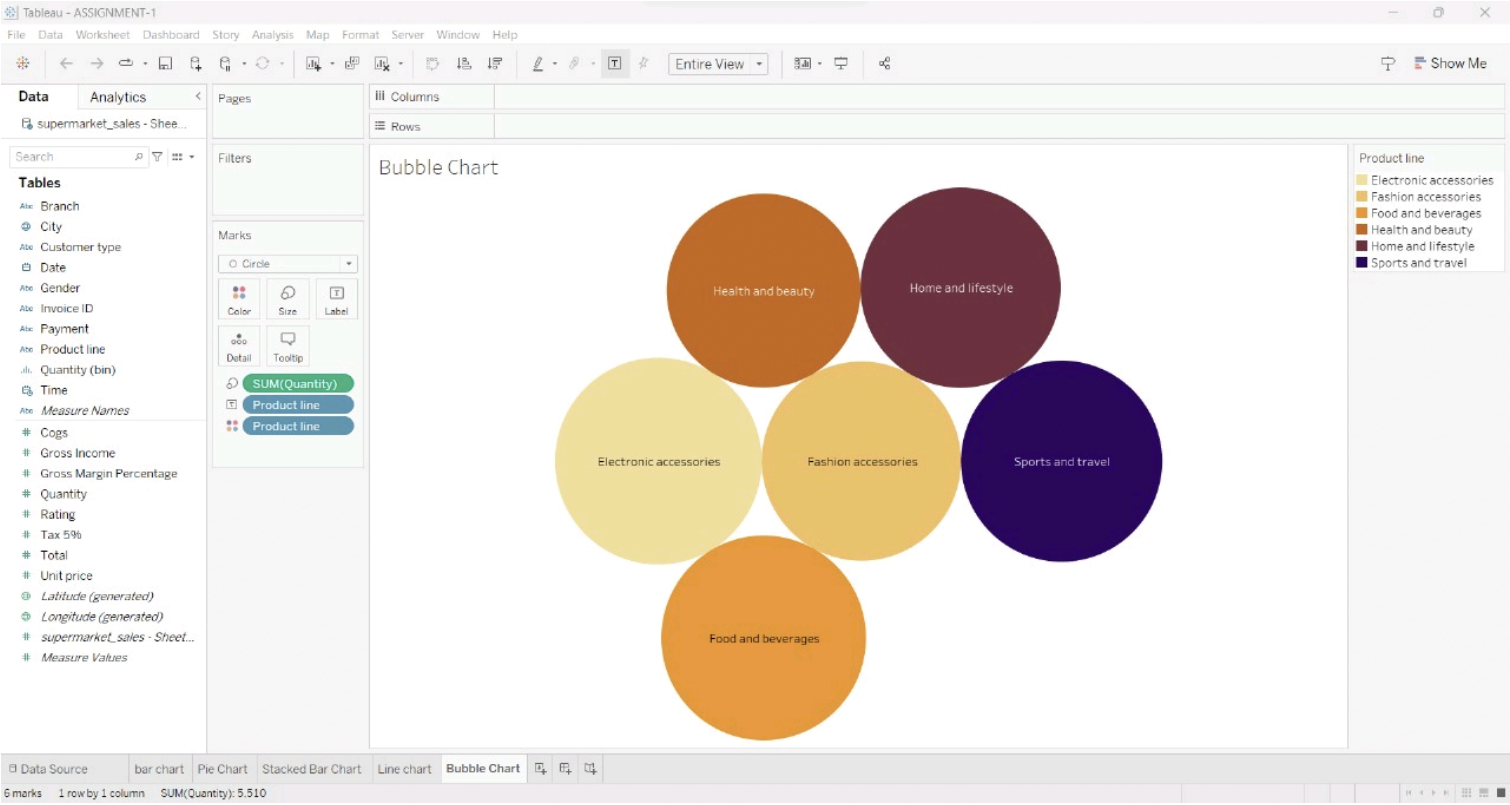 Tableau - ASSIGNMENT-1
File Data Worksheet Dashboard Story Analysis Map Format Server Window Help
Entire View
Show Me
Data Analytics
supermarket_sales - Shee...
Search
Tables
Abc Branch
City
Abc Customer type
Date
Abc Gender
Abc Invoice ID
Abc Payment
Abc Product line
Quantity (bin)
Time
Abc Measure Names
# Cogs
# Gross Income
# Gross Margin Percentage
# Quantity
# Rating
# Tax 5%
# Total
# Unit price
Latitude (generated)
Longitude (generated)
# supermarket_sales - Sheet...
# Measure Values
Pages
Filters
Marks
Circle
Color Size Label
Detail Tooltip
SUM(Quantity)
Product line
Product line
Columns
Rows
Bubble Chart
Health and beauty
Home and lifestyle
Electronic accessories
Fashion accessories
Sports and travel
Food and beverages
Product line
Electronic accessories
Fashion accessories
Food and beverages
Health and beauty
Home and lifestyle
Sports and travel
Data Source bar chart Pie Chart Stacked Bar Chart Line chart Bubble Chart
6 marks 1 row by 1 column SUM(Quantity): 5,510